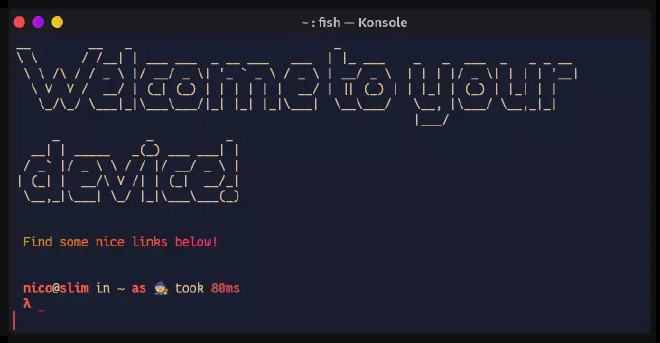 ~ : fish — Konsole
Welcome to your
device!
Find some nice links below!
nico@slim in ~ as 🧙 took 80ms
λ _